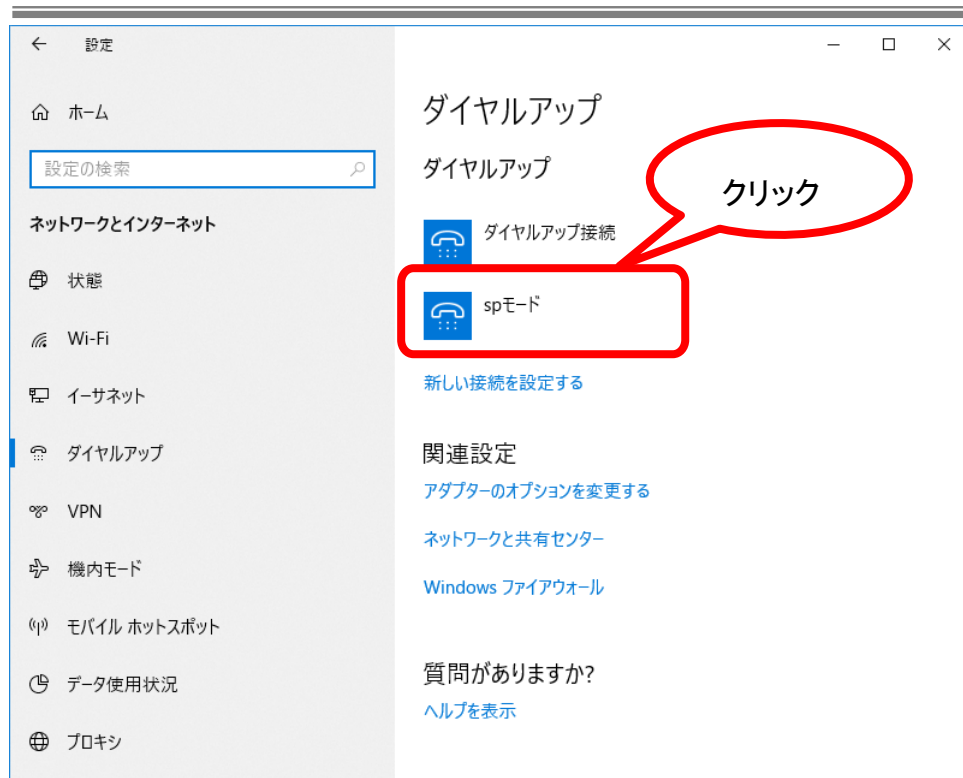 設定
ホーム
設定の検索
ネットワークとインターネット
状態
Wi-Fi
イーサネット
ダイヤルアップ
VPN
機内モード
モバイル ホットスポット
データ使用状況
プロキシ
ダイヤルアップ
ダイヤルアップ
クリック
ダイヤルアップ接続
spモード
新しい接続を設定する
関連設定
アダプターのオプションを変更する
ネットワークと共有センター
Windows ファイアウォール
質問がありますか?
ヘルプを表示